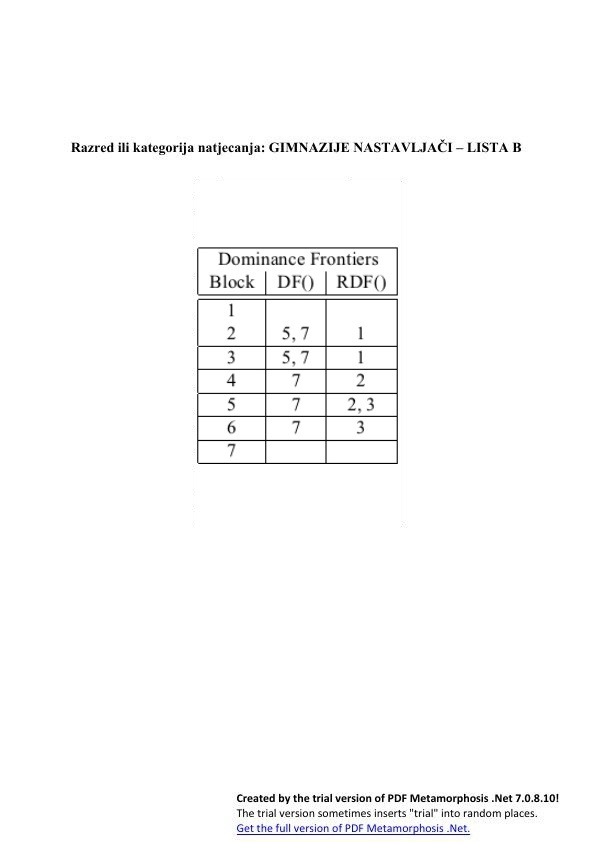 Razred ili kategorija natjecanja: GIMNAZIJE NASTAVLJAČI – LISTA B
Dominance Frontiers
Block DF() RDF()
1
2 5, 7 1
3 5, 7 1
4 7 2
5 7 2, 3
6 7 3
7
Created by the trial version of PDF Metamorphosis .Net 7.0.8.10!
The trial version sometimes inserts "trial" into random places.
Get the full version of PDF Metamorphosis .Net.